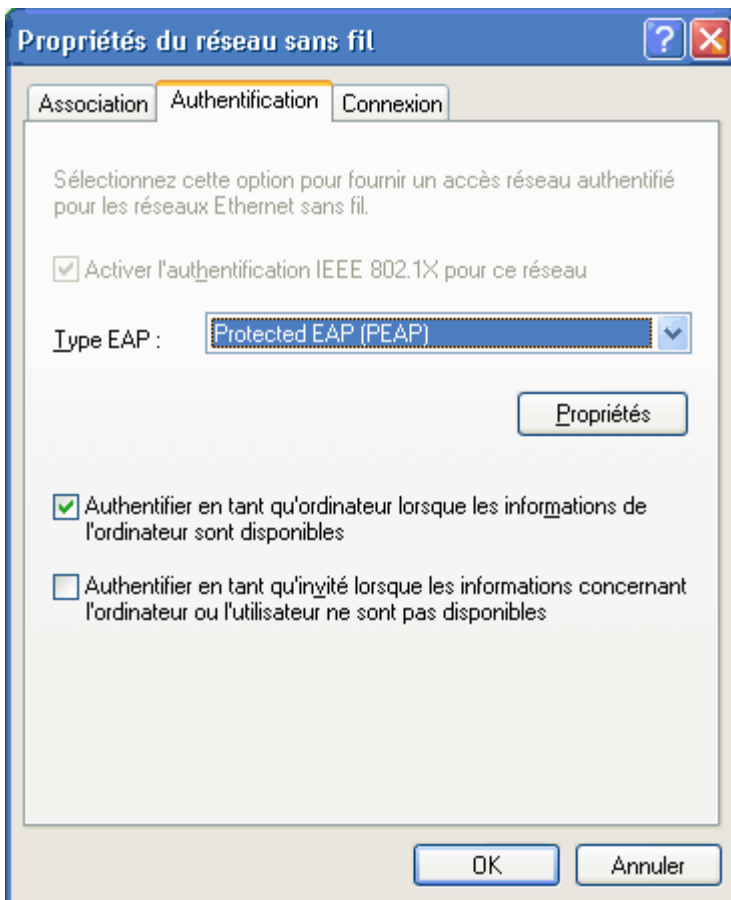 Propriétés du réseau sans fil
Association Authentification Connexion
Sélectionnez cette option pour fournir un accès réseau authentifié
pour les réseaux Ethernet sans fil.
Activer l'authentification IEEE 802.1X pour ce réseau
Type EAP : Protected EAP (PEAP)
Propriétés
Authentifier en tant qu'ordinateur lorsque les informations de
l'ordinateur sont disponibles
Authentifier en tant qu'invité lorsque les informations concernant
l'ordinateur ou l'utilisateur ne sont pas disponibles
OK Annuler